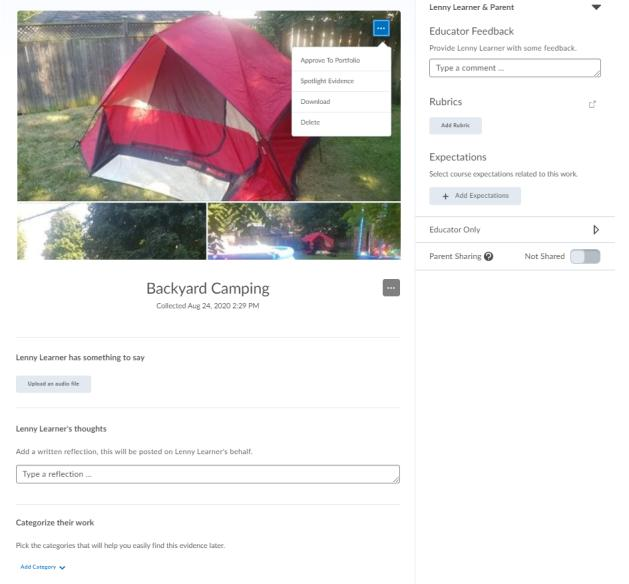 Approve To Portfolio
Spotlight Evidence
Download
Delete
Backyard Camping
Collected Aug 24, 2020 2:29 PM
Lenny Learner has something to say
Upload an audio file
Lenny Learner's thoughts
Add a written reflection, this will be posted on Lenny Learner's behalf.
Type a reflection ...
Categorize their work
Pick the categories that will help you easily find this evidence later.
Add Category
Lenny Learner & Parent
Educator Feedback
Provide Lenny Learner with some feedback.
Type a comment ...
Rubrics
Add Rubric
Expectations
Select course expectations related to this work.
+ Add Expectations
Educator Only
Parent Sharing ? Not Shared